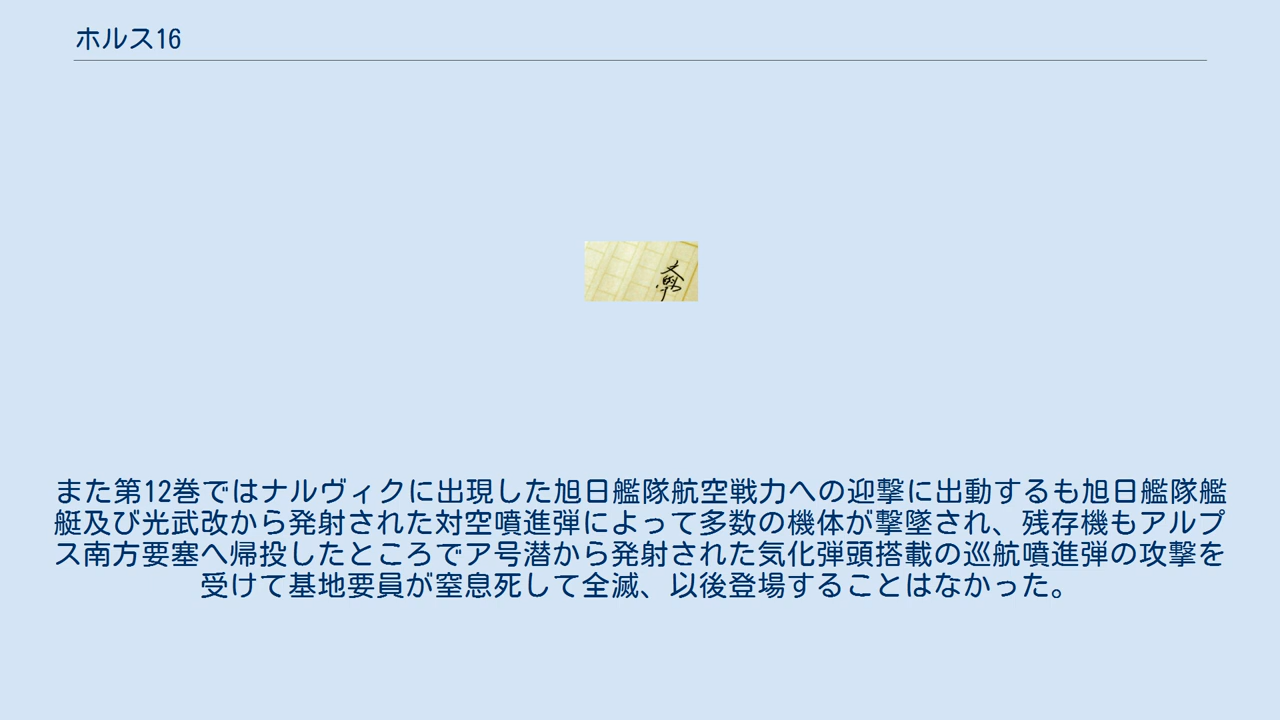 ホルス16
また第12巻ではナルヴィクに出現した旭日艦隊航空戦力への迎撃に出動するも旭日艦隊艦
艇及び光武改から発射された対空噴進弾によって多数の機体が撃墜され、残存機もアルプ
ス南方要塞へ帰投したところでア号潜から発射された気化弾頭搭載の巡航噴進弾の攻撃を
受けて基地要員が窒息死して全滅、以後登場することはなかった。